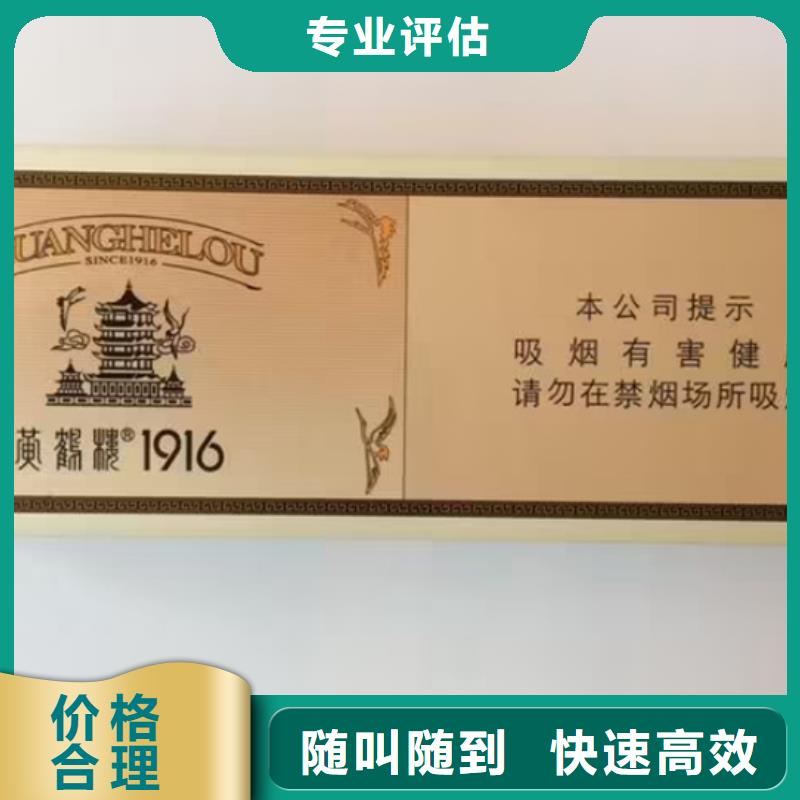 专业评估
UANGHELOU
SINCE1916
黄鹤楼®1916
本公司提示
吸烟有害健
请勿在禁烟场所吸
价格
合理
随叫随到 快速高效